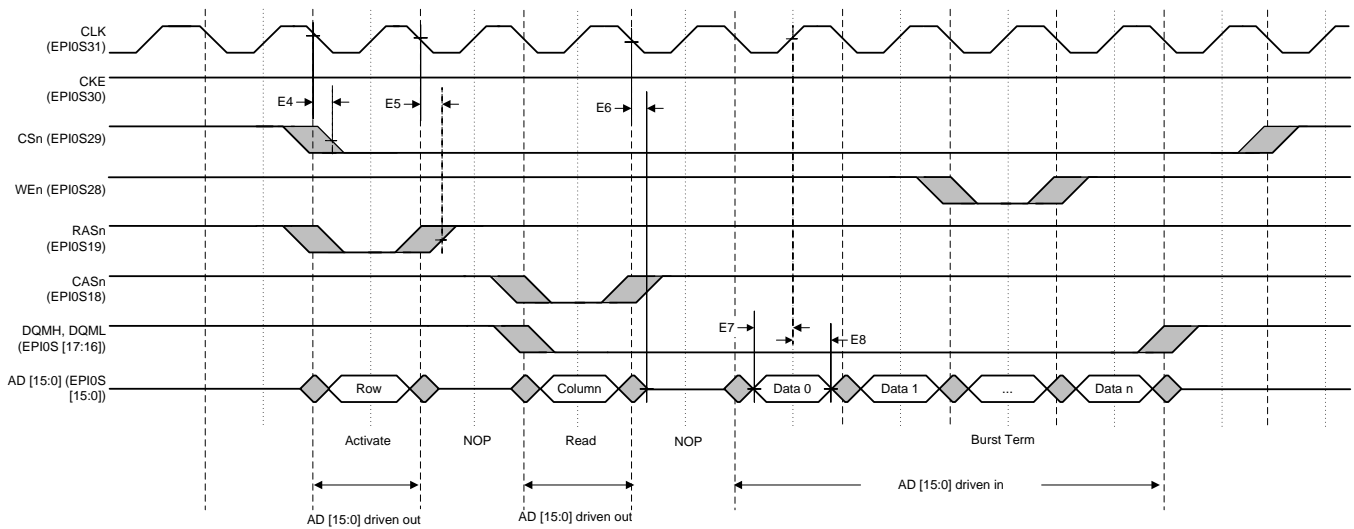 CLK
(EPI0S31)
CKE
(EPI0S30)
E4
E5
E6
CSn (EPI0S29)
WEn (EPI0S28)
RASn
(EPI0S19)
CASn
(EPI0S18)
DQMH, DQML
(EPI0S [17:16])
E7
E8
AD [15:0] (EPI0S
[15:0])
Row
Column
Data 0
Data 1
...
Data n
Activate
NOP
Read
NOP
Burst Term
AD [15:0] driven in
AD [15:0] driven out
AD [15:0] driven out